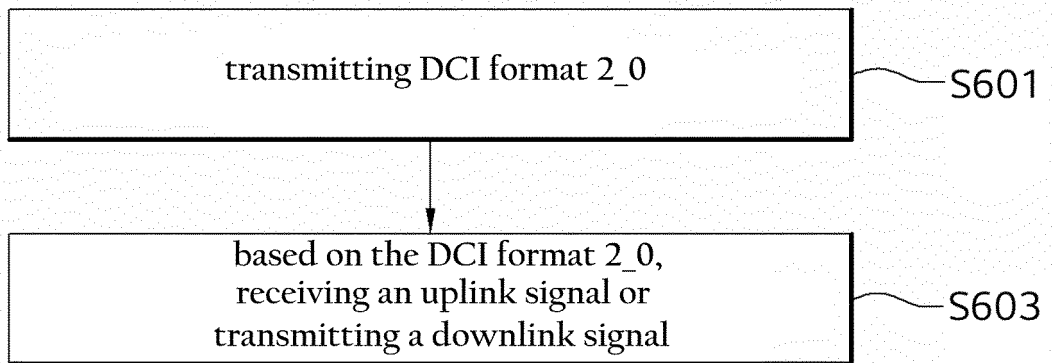 transmitting DCI format 2_0
S601
based on the DCI format 2_0,
receiving an uplink signal or
transmitting a downlink signal
S603